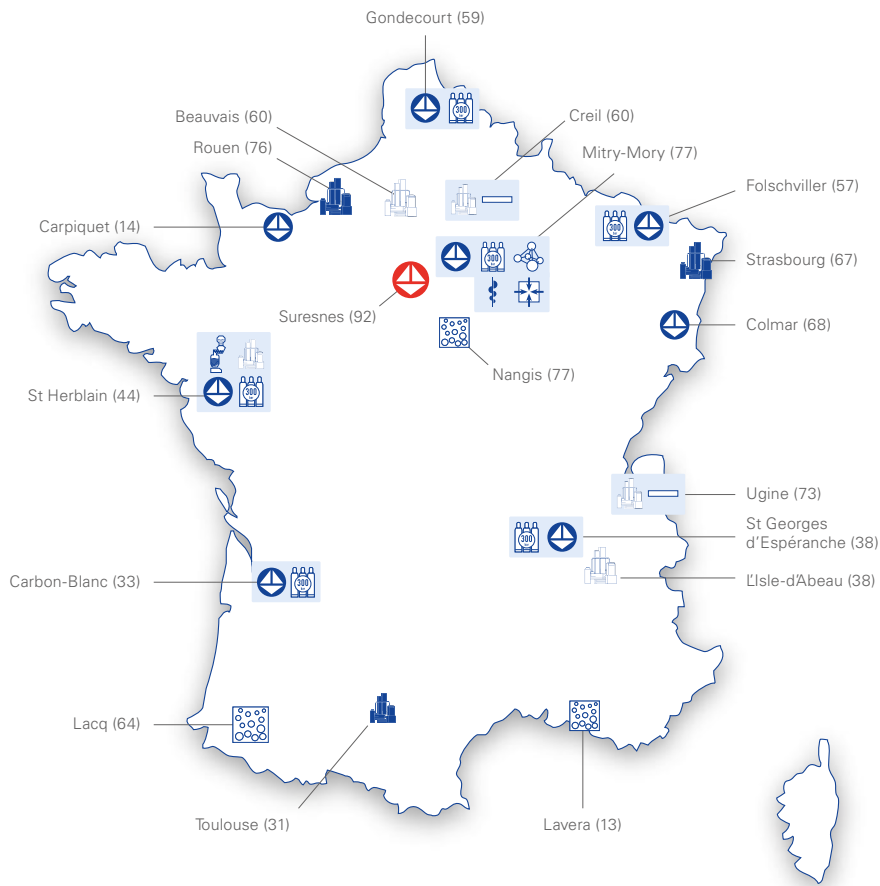 Gondecourt (59)
Beauvais (60)
Creil (60)
Rouen (76)
Mitry-Mory (77)
300
Folschviller (57)
Carpiquet (14)
300
300
Strasbourg (67)
Suresnes (92)
Colmar (68)
Nangis (77)
St Herblain (44)
300
Ugine (73)
St Georges
d'Espéranche (38)
300
Carbon-Blanc (33)
300
L'Isle-d'Abeau (38)
Lacq (64)
Toulouse (31)
Lavera (13)